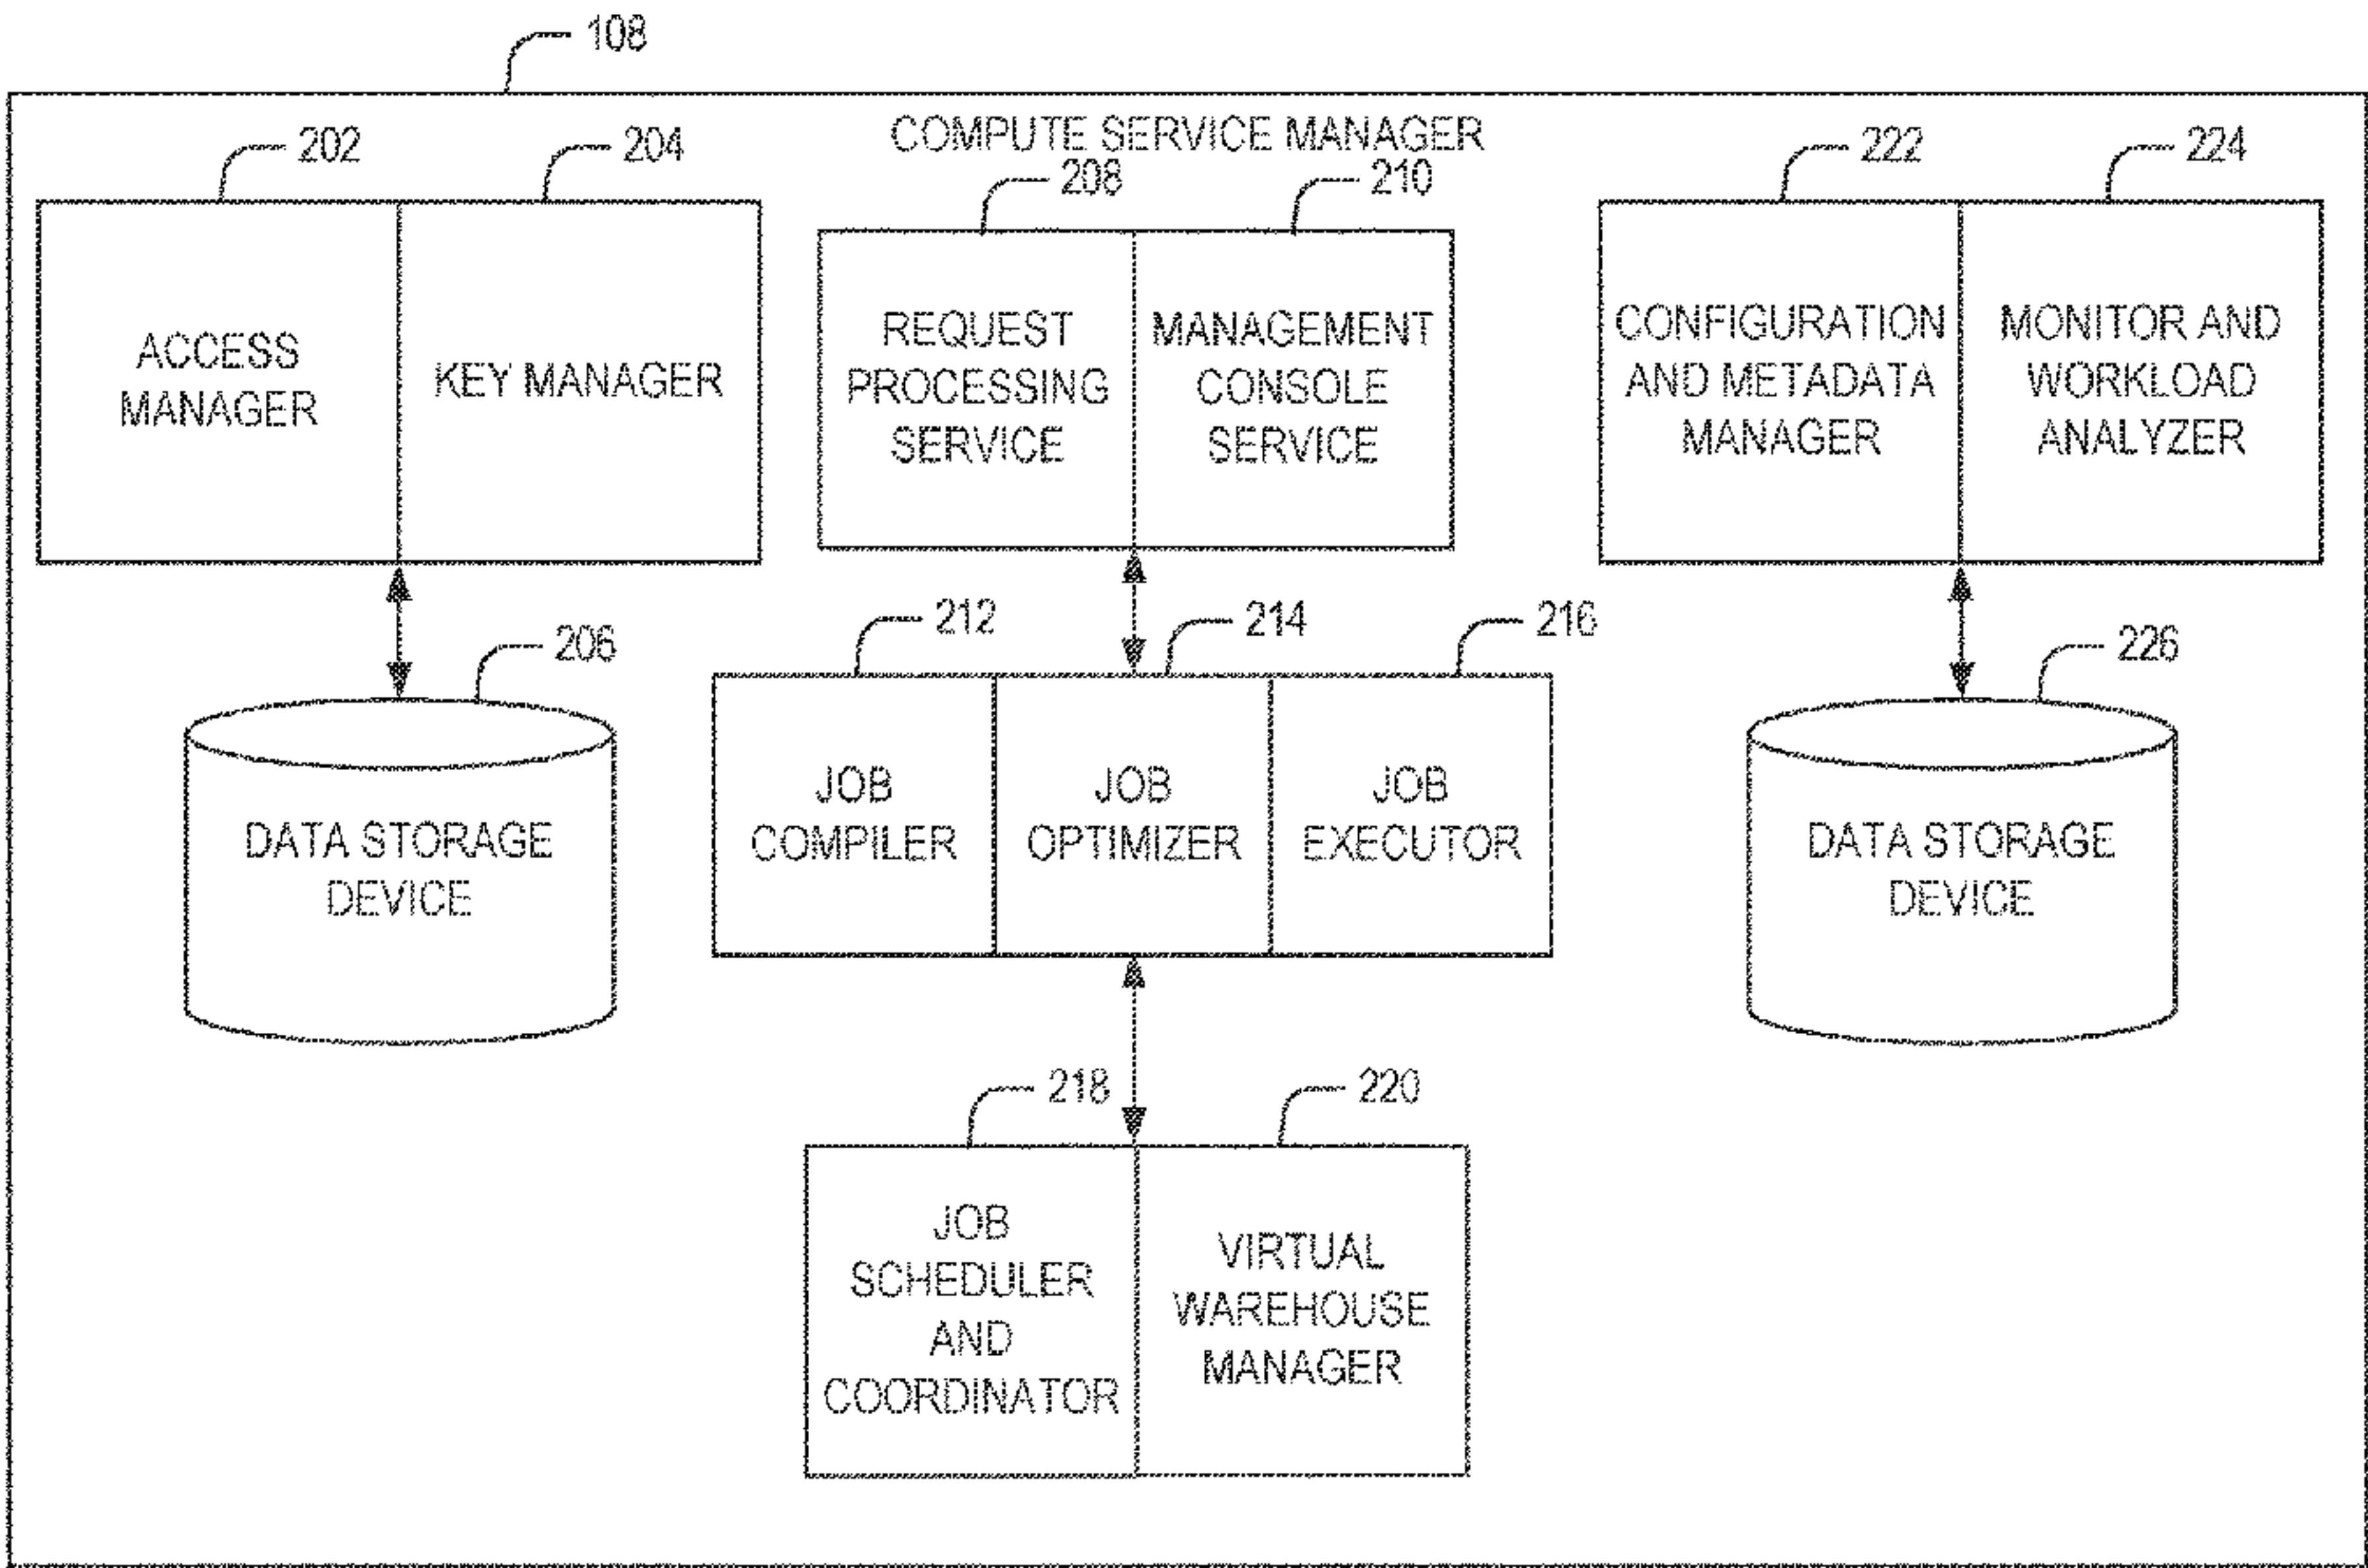 108
COMPUTE SERVICE MANAGER
202
204
208
210
222
224
ACCESS
MANAGER
KEY MANAGER
REQUEST
PROCESSING
SERVICE
MANAGEMENT
CONSOLE
SERVICE
CONFIGURATION
AND METADATA
MANAGER
MONITOR AND
WORKLOAD
ANALYZER
206
212
214
216
226
DATA STORAGE
DEVICE
JOB
COMPILER
JOB
OPTIMIZER
JOB
EXECUTOR
DATA STORAGE
DEVICE
218
220
JOB
SCHEDULER
AND
COORDINATOR
VIRTUAL
WAREHOUSE
MANAGER